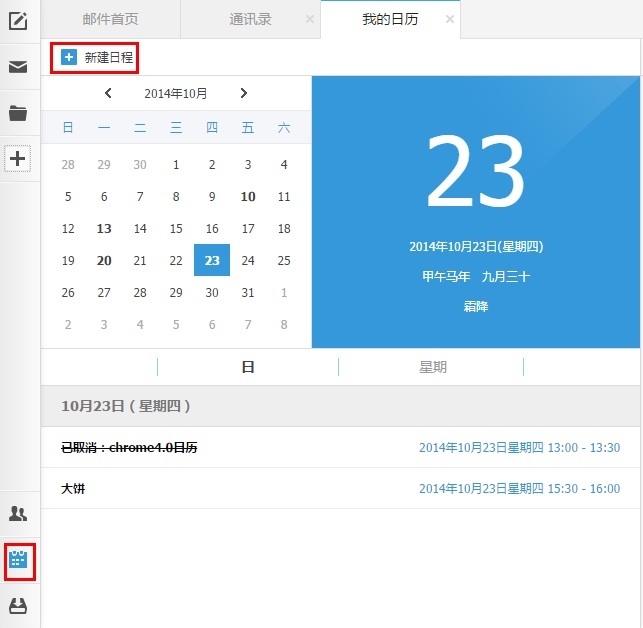 邮件首页 通讯录 × 我的日历 ×
新建日程
2014年10月
日 一 二 三 四 五 六
28 29 30 1 2 3 4
5 6 7 8 9 10 11
12 13 14 15 16 17 18
19 20 21 22 23 24 25
26 27 28 29 30 31 1
2 3 4 5 6 7 8
23
2014年10月23日(星期四)
甲午马年 九月三十
霜降
日 星期
10月23日（星期四）
已取消：chrome4.0日历 2014年10月23日星期四 13:00 - 13:30
大饼 2014年10月23日星期四 15:30 - 16:00